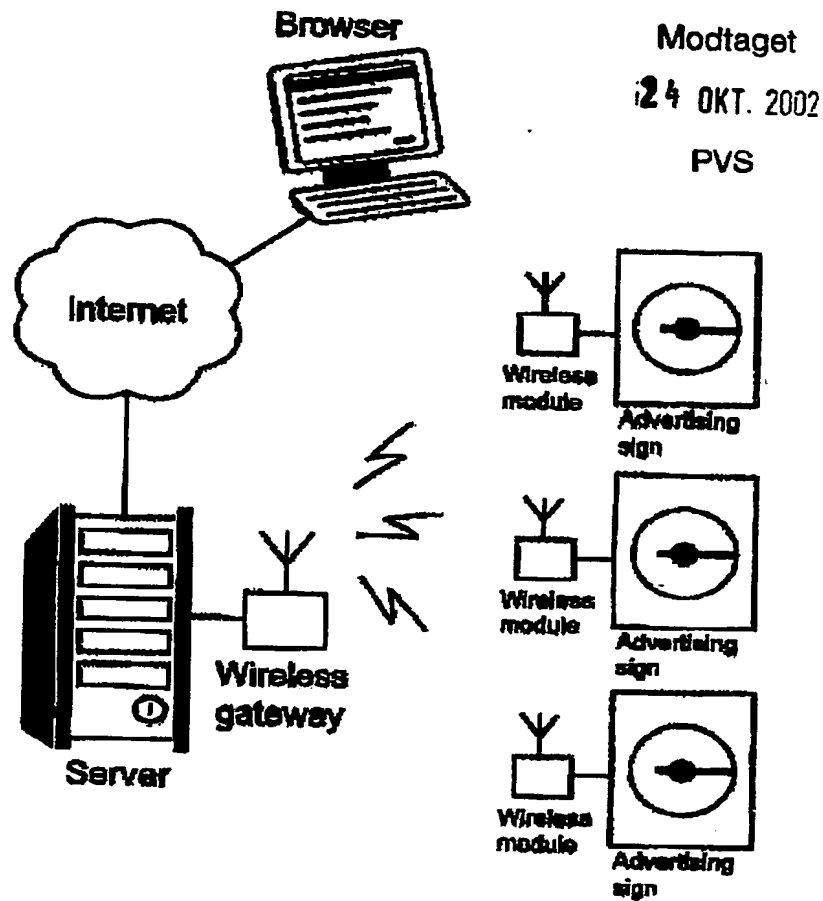 Browser
Modtaget
24 OKT. 2002
PVS
Internet
Wireless
module
Advertising
sign
Wireless
module
Advertising
sign
Wireless
gateway
Server
Wireless
module
Advertising
sign